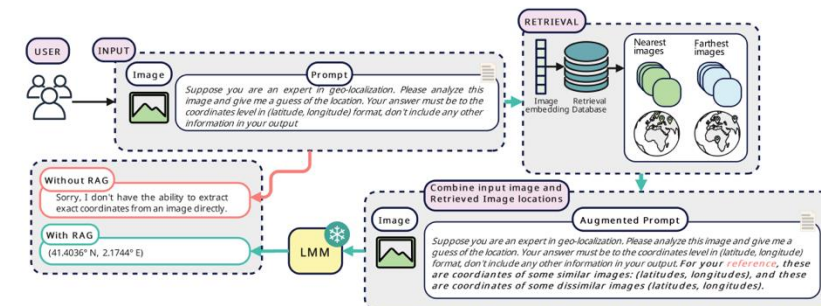 USER
INPUT
Image
Prompt
Suppose you are an expert in geo-localization. Please analyze this
image and give me a guess of the location. Your answer must be to the
coordinates level in (latitude, longitude) format, don't include any other
information in your output
RETRIEVAL
Nearest
images
Farthest
images
Image
embedding
Retrieval
Database
Without RAG
Sorry, I don't have the ability to extract
exact coordinates from an image directly.
With RAG
(41.4036° N, 2.1744° E)
LMM
Combine input image and
Retrieved Image locations
Image
Augmented Prompt
Suppose you are an expert in geo-localization. Please analyze this image and give me a
guess of the location. Your answer must be to the coordinates level in (latitude, longitude)
format, don't include any other information in your output. For your reference, these
are coordiantes of some similar images: (latitudes, longitudes), and these
are coordinates of some dissimilar images (latitudes, longitudes).